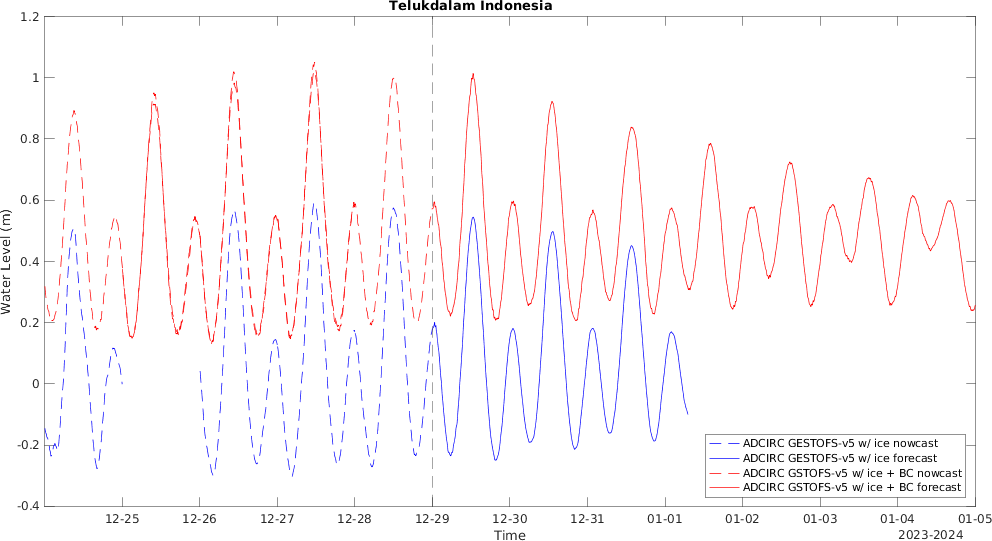 Telukdalam Indonesia
1.2
1
0.8
0.6
0.4
0.2
0
-0.2
-0.4
Water Level (m)
ADCIRC GESTOFS-v5 w/ ice nowcast
ADCIRC GESTOFS-v5 w/ ice forecast
ADCIRC GSTOFS-v5 w/ ice + BC nowcast
ADCIRC GSTOFS-v5 w/ ice + BC forecast
12-25 12-26 12-27 12-28 12-29 12-30 12-31 01-01 01-02 01-03 01-04 01-05
Time
2023-2024